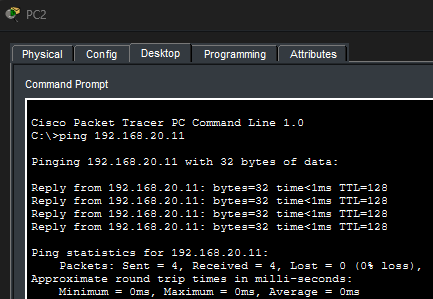 PC2
Physical Config Desktop Programming Attributes
Command Prompt
Cisco Packet Tracer PC Command Line 1.0
C:\>ping 192.168.20.11
Pinging 192.168.20.11 with 32 bytes of data:
Reply from 192.168.20.11: bytes=32 time<1ms TTL=128
Reply from 192.168.20.11: bytes=32 time<1ms TTL=128
Reply from 192.168.20.11: bytes=32 time<1ms TTL=128
Reply from 192.168.20.11: bytes=32 time<1ms TTL=128
Ping statistics for 192.168.20.11:
Packets: Sent = 4, Received = 4, Lost = 0 (0% loss),
Approximate round trip times in milli-seconds:
Minimum = 0ms, Maximum = 0ms, Average = 0ms